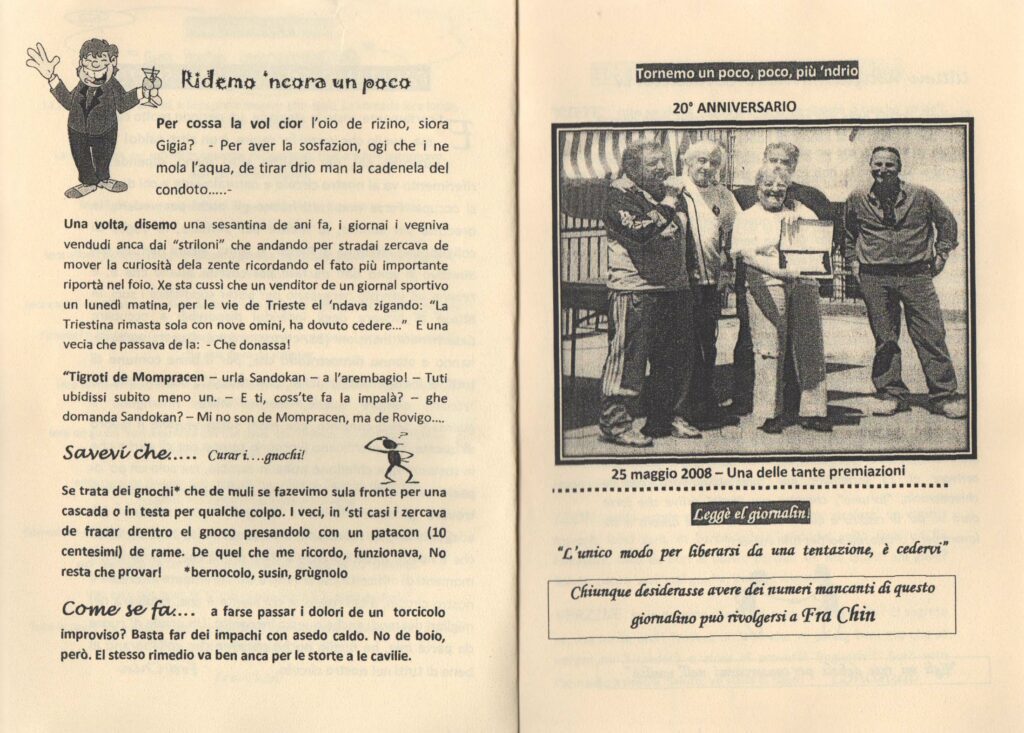 Ridemo 'ncora un poco
Per cossa la vol cior l'oio de rizino, siora
Gigia? - Per aver la sosfazion, ogi che i ne
mola l'aqua, de tirar drio man la cadenela del
condoto…..-
Una volta, disemo una sesantina de ani fa, i giornai i vegniva
vendudi anca dai "striloni" che andando per stradai zercava de
mover la curiosità dela zente ricordando el fato più importante
riportà nel foio. Xe sta cussì che un venditor de un giornal sportivo
un lunedì matina, per le vie de Trieste el 'ndava zigando: "La
Triestina rimasta sola con nove omini, ha dovuto cedere…" E una
vecia che passava de la: - Che donassa!
"Tigroti de Mompracen – urla Sandokan – a l'arembagio! – Tuti
ubidissi subito meno un. – E ti, coss'te fa la impalà? – ghe
domanda Sandokan? – Mi no son de Mompracen, ma de Rovigo….
Savevi che….. Curar i….gnochi!
Se trata dei gnochi* che de muli se fazevimo sula fronte per una
cascada o in testa per qualche colpo. I veci, in 'sti casi i zercava
de fracar drentro el gnoco presandolo con un patacon (10
centesimi) de rame. De quel che me ricordo, funzionava, No
resta che provar! *bernocolo, susin, grùgnolo
Come se fa…. a farse passar i dolori de un torcicolo
improviso? Basta far dei impachi con asedo caldo. No de boio,
però. El stesso rimedio va ben anca per le storte a le cavilie.
Tornemo un poco, poco, più 'ndrio
20° ANNIVERSARIO
25 maggio 2008 – Una delle tante premiazioni
Leggè el giornalin!
"L'unico modo per liberarsi da una tentazione, è cedervi"
Chiunque desiderasse avere dei numeri mancanti di questo
giornalino può rivolgersi a Fra Chin